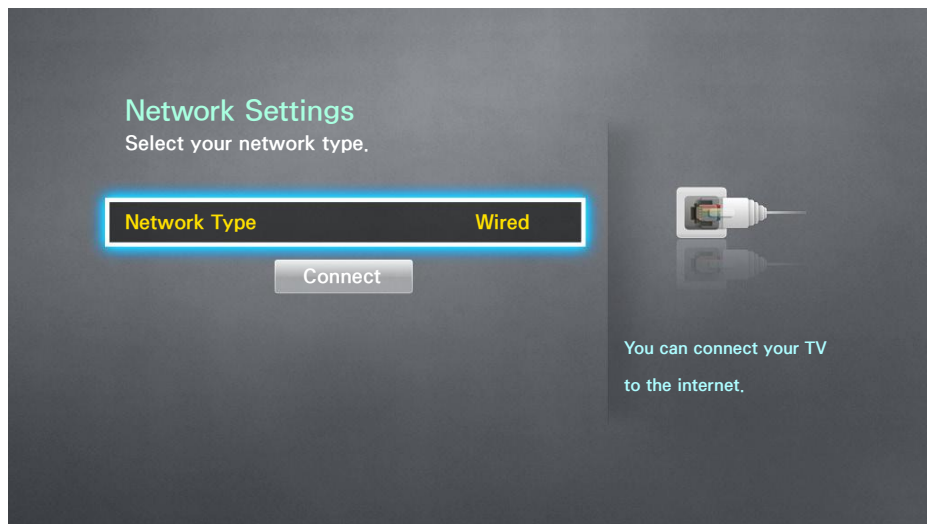 Network Settings
Select your network type.
Network Type Wired
Connect
You can connect your TV
to the internet.